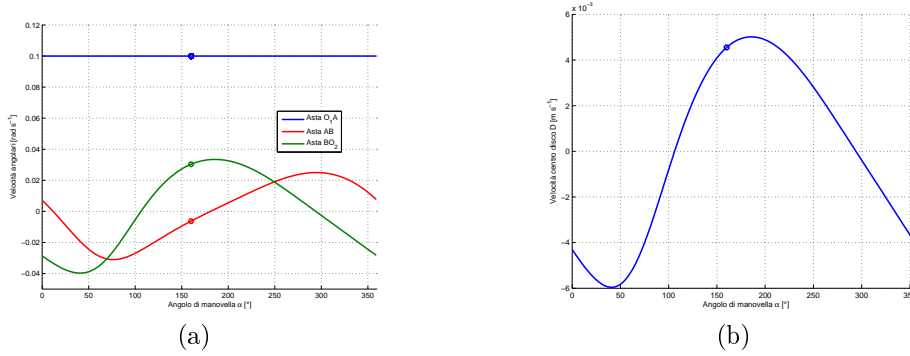 0.12
0.1
0.08
0.06
0.04
0.02
0
−0.02
−0.04
0 50 100 150 200 250 300 350
Velocità angolari [rad s⁻¹]
Angolo di manovella α [°]
Asta O₁A
Asta AB
Asta BO₂
(a)
x 10⁻³
6
4
2
0
−2
−4
−6
0 50 100 150 200 250 300 350
Velocità centro disco D [m s⁻¹]
Angolo di manovella α [°]
(b)